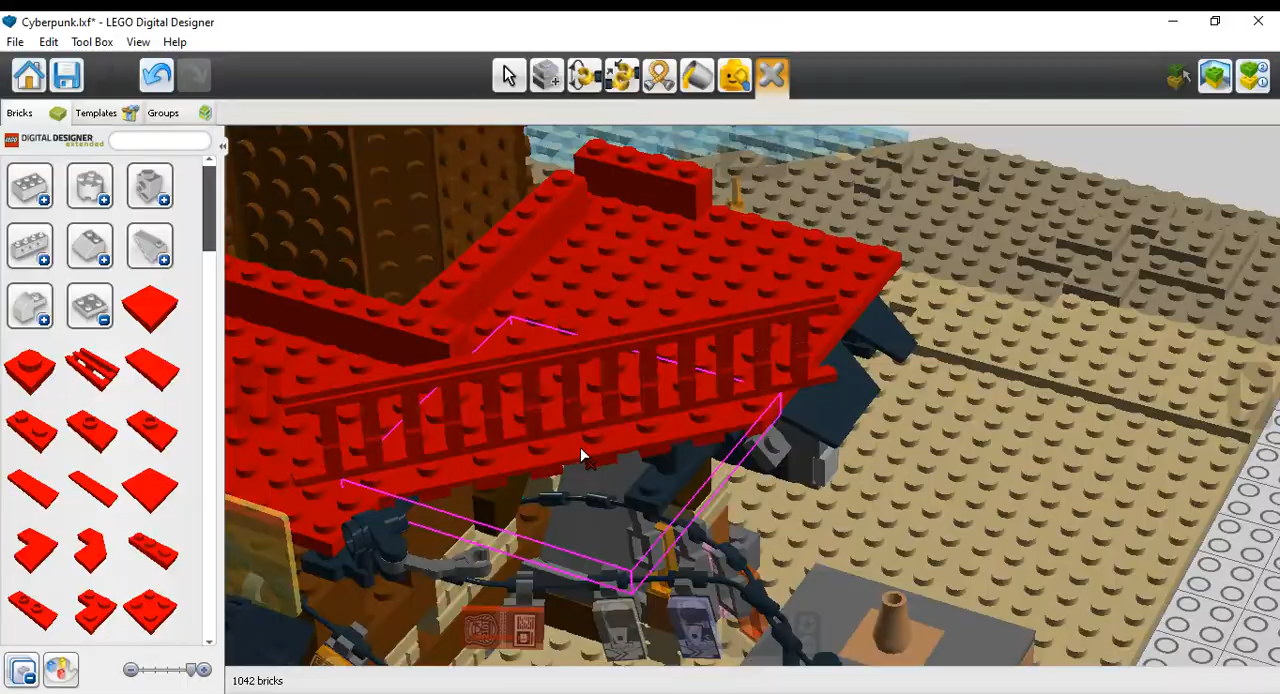 Cyberpunk.lxf* - LEGO Digital Designer
File Edit Tool Box View Help
Bricks Templates Groups
LEGO DIGITAL DESIGNER
extended
1042 bricks